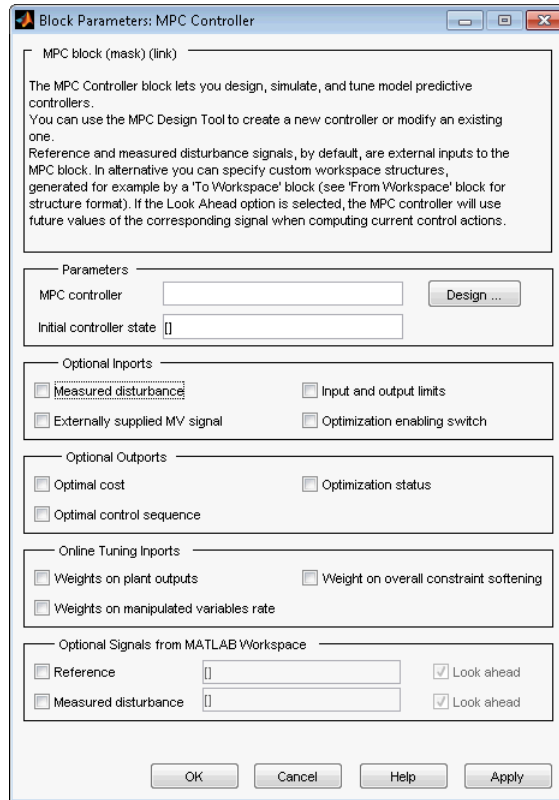 Block Parameters: MPC Controller
MPC block (mask) (link)
The MPC Controller block lets you design, simulate, and tune model predictive
controllers.
You can use the MPC Design Tool to create a new controller or modify an existing
one.
Reference and measured disturbance signals, by default, are external inputs to the
MPC block. In alternative you can specify custom workspace structures,
generated for example by a 'To Workspace' block (see 'From Workspace' block for
structure format). If the Look Ahead option is selected, the MPC controller will use
future values of the corresponding signal when computing current control actions.
Parameters
MPC controller Design ...
Initial controller state []
Optional Inports
Measured disturbance Input and output limits
Externally supplied MV signal Optimization enabling switch
Optional Outports
Optimal cost Optimization status
Optimal control sequence
Online Tuning Inports
Weights on plant outputs Weight on overall constraint softening
Weights on manipulated variables rate
Optional Signals from MATLAB Workspace
Reference [] Look ahead
Measured disturbance [] Look ahead
OK Cancel Help Apply